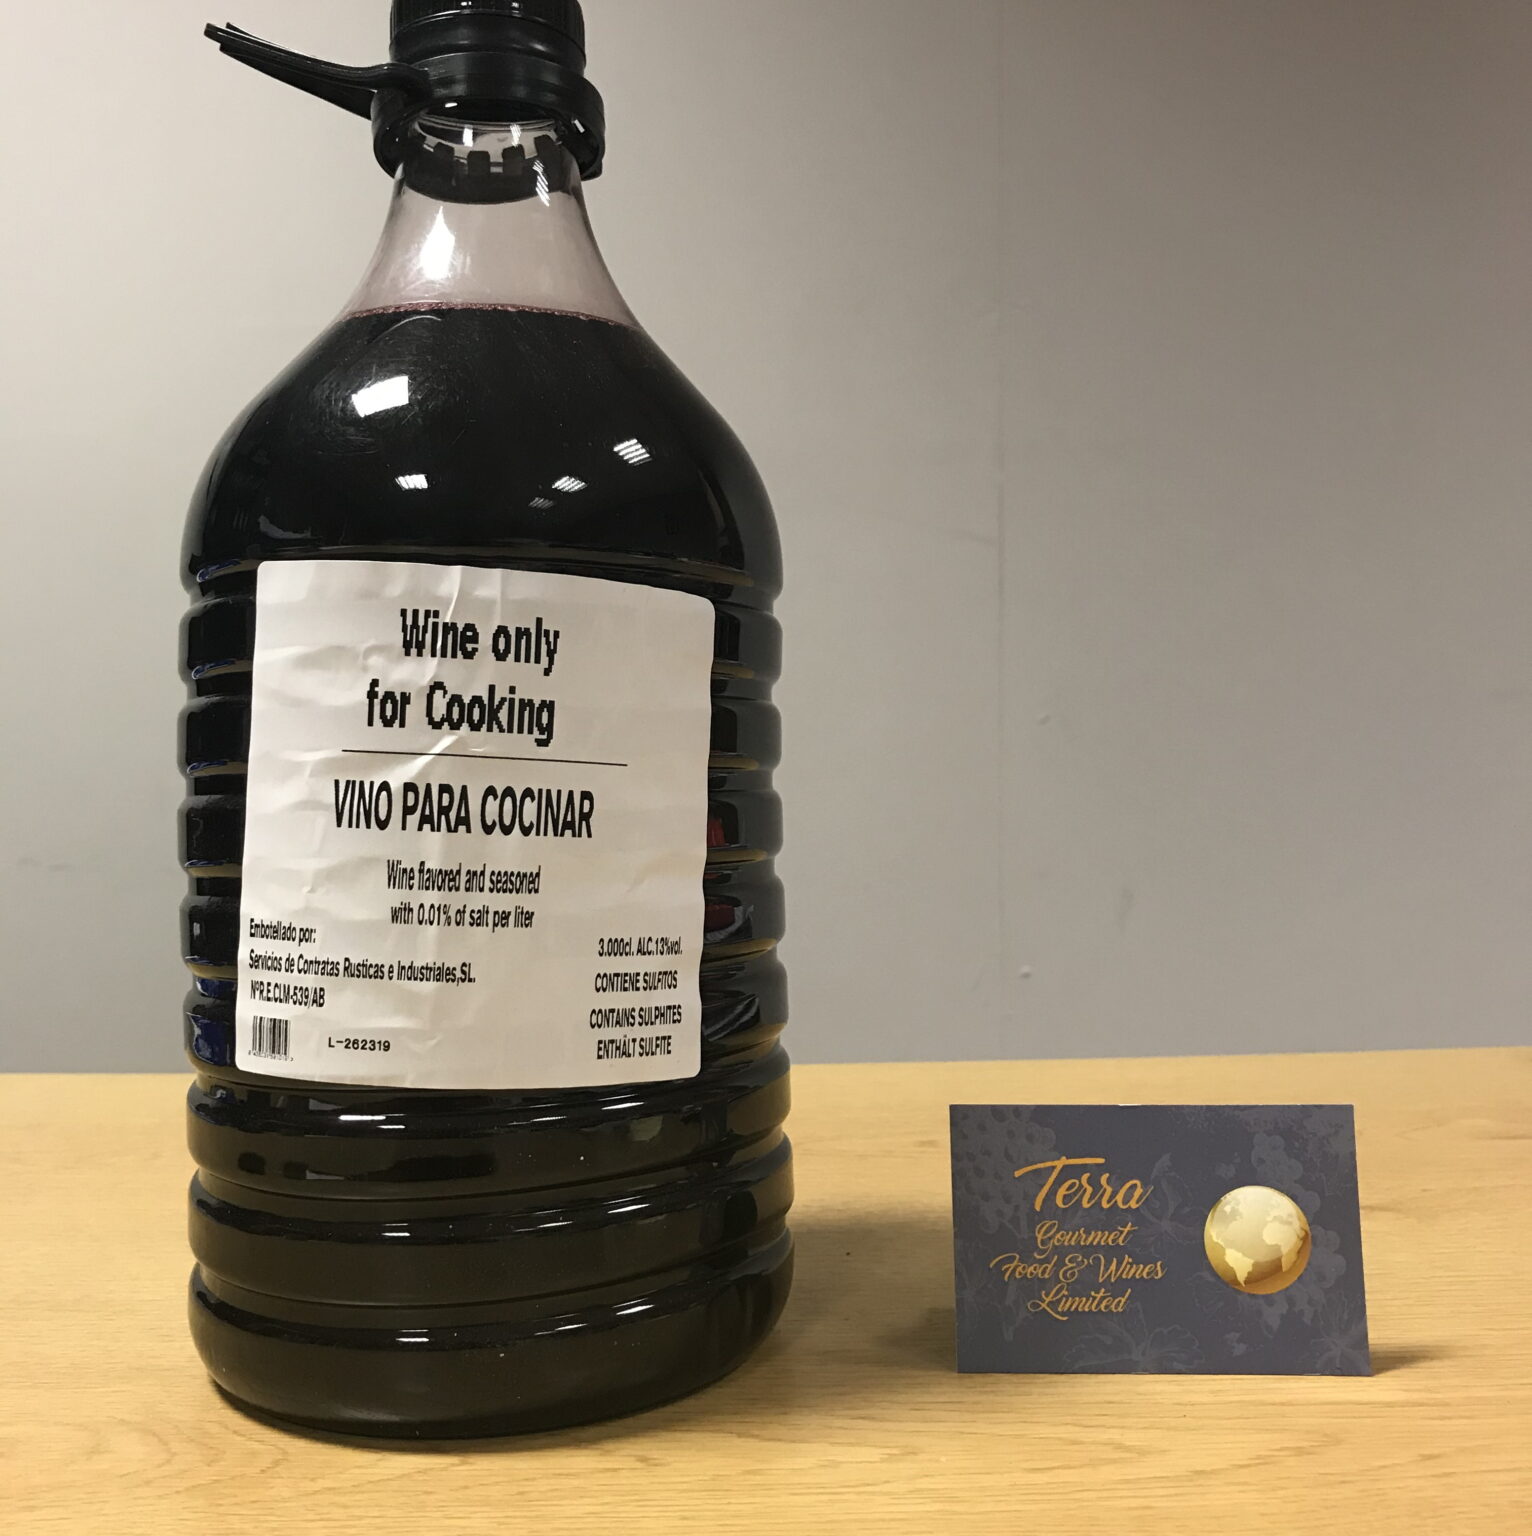 Wine only
for Cooking
VINO PARA COCINAR
Wine flavored and seasoned
with 0.01% of salt per liter
Embotellado por:
Servicios de Contratas Rusticas e Industriales,SL.
NºR.E.CLM-539/AB
L-262319
3.000cl. ALC.13%vol.
CONTIENE SULFITOS
CONTAINS SULPHITES
ENTHÄLT SULFITE
Terra
Gourmet
Food & Wines
Limited